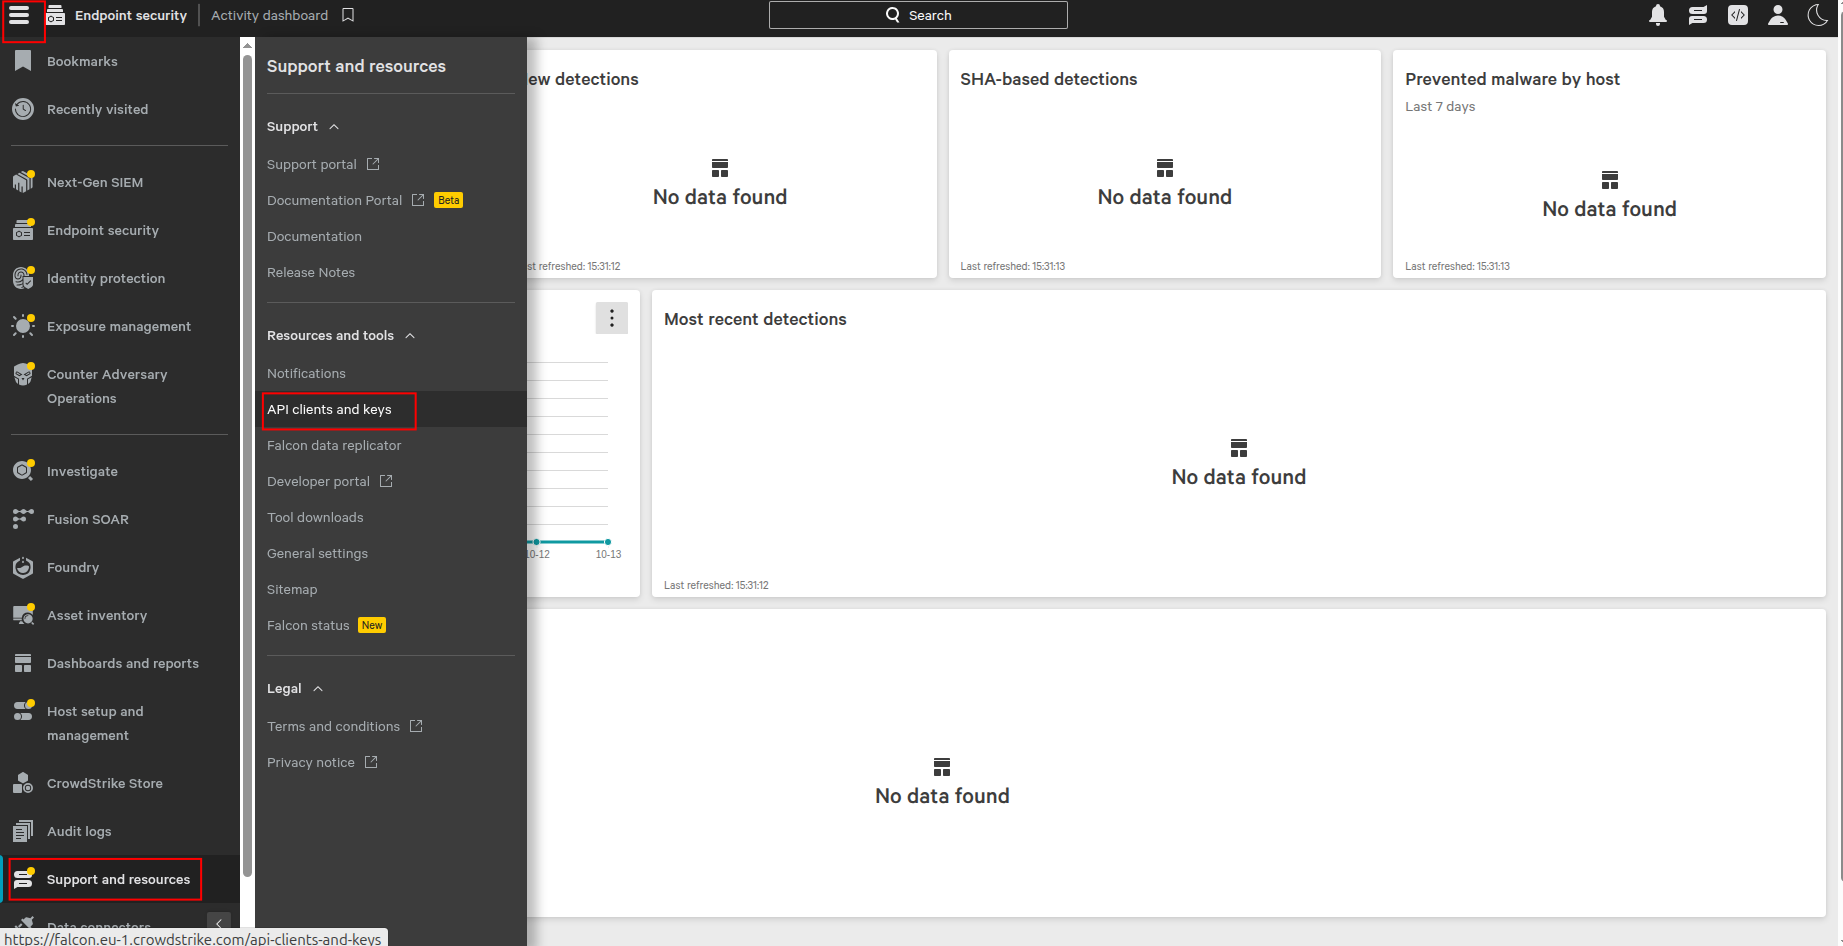 Endpoint security
Activity dashboard
Search
Bookmarks
Recently visited
Next-Gen SIEM
Endpoint security
Identity protection
Exposure management
Counter Adversary
Operations
Investigate
Fusion SOAR
Foundry
Asset inventory
Dashboards and reports
Host setup and
management
CrowdStrike Store
Audit logs
Support and resources
Data connectors
https://falcon.eu-1.crowdstrike.com/api-clients-and-keys
Support and resources
Support
Support portal
Documentation Portal Beta
Documentation
Release Notes
Resources and tools
Notifications
API clients and keys
Falcon data replicator
Developer portal
Tool downloads
General settings
Sitemap
Falcon status New
Legal
Terms and conditions
Privacy notice
ew detections
No data found
st refreshed: 15:31:12
SHA-based detections
No data found
Last refreshed: 15:31:13
Prevented malware by host
Last 7 days
No data found
Last refreshed: 15:31:13
10-12
10-13
Most recent detections
No data found
Last refreshed: 15:31:12
No data found